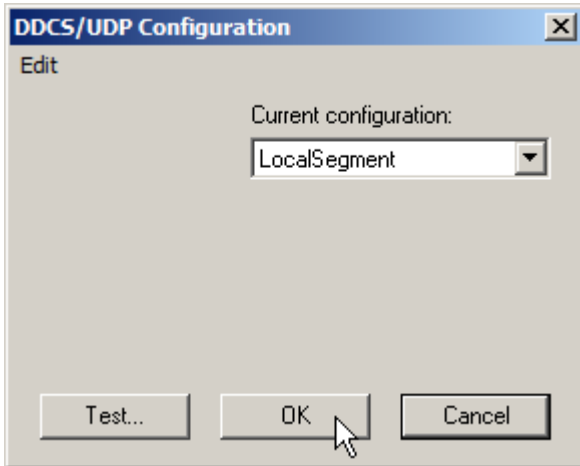 DDCS/UDP Configuration
Edit
Current configuration:
LocalSegment
Test... OK Cancel